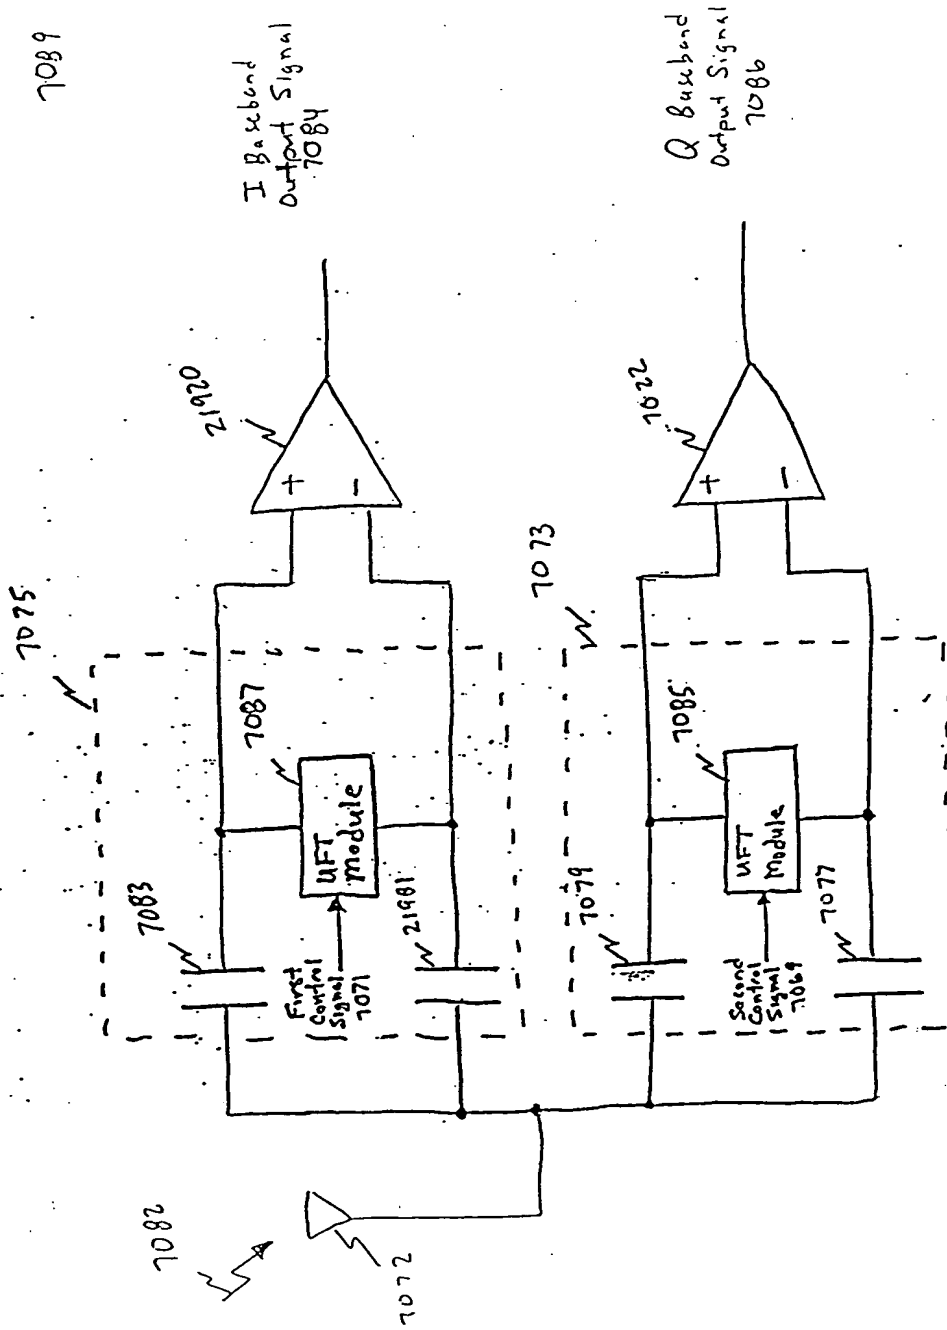 7089
I Baseband
Output Signal
7084
21920
7075
7087
UFT
Module
7083
First
Control
Signal
7071
21981
7082
7072
Q Baseband
Output Signal
7086
7022
7073
7085
UFT
Module
7079
Second
Control
Signal
7069
7077